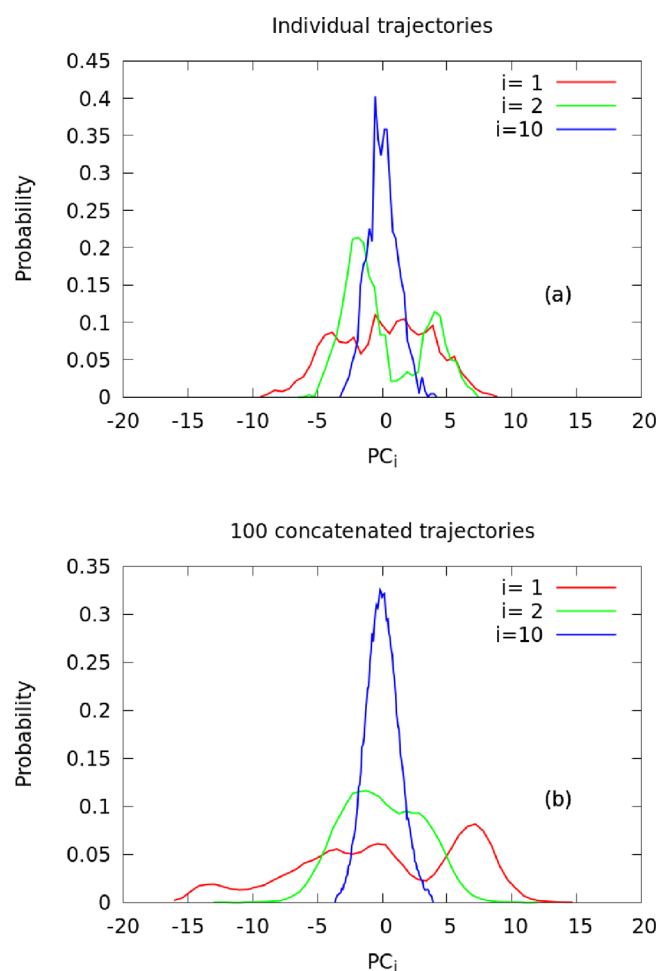 Individual trajectories
0.45
0.4
0.35
0.3
0.25
0.2
0.15
0.1
0.05
0
Probability
i= 1
i= 2
i=10
(a)
-20 -15 -10 -5 0 5 10 15 20
PCi
100 concatenated trajectories
0.35
0.3
0.25
0.2
0.15
0.1
0.05
0
Probability
i= 1
i= 2
i=10
(b)
-20 -15 -10 -5 0 5 10 15 20
PCi